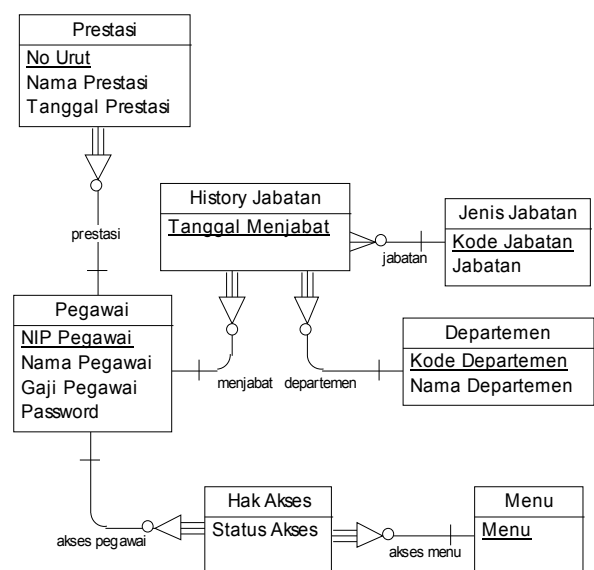 Prestasi
No Urut
Nama Prestasi
Tanggal Prestasi
prestasi
History Jabatan
Tanggal Menjabat
jabatan
Jenis Jabatan
Kode Jabatan
Jabatan
Pegawai
NIP Pegawai
Nama Pegawai
Gaji Pegawai
Password
menjabat
departemen
Departemen
Kode Departemen
Nama Departemen
akses pegawai
Hak Akses
Status Akses
akses menu
Menu
Menu